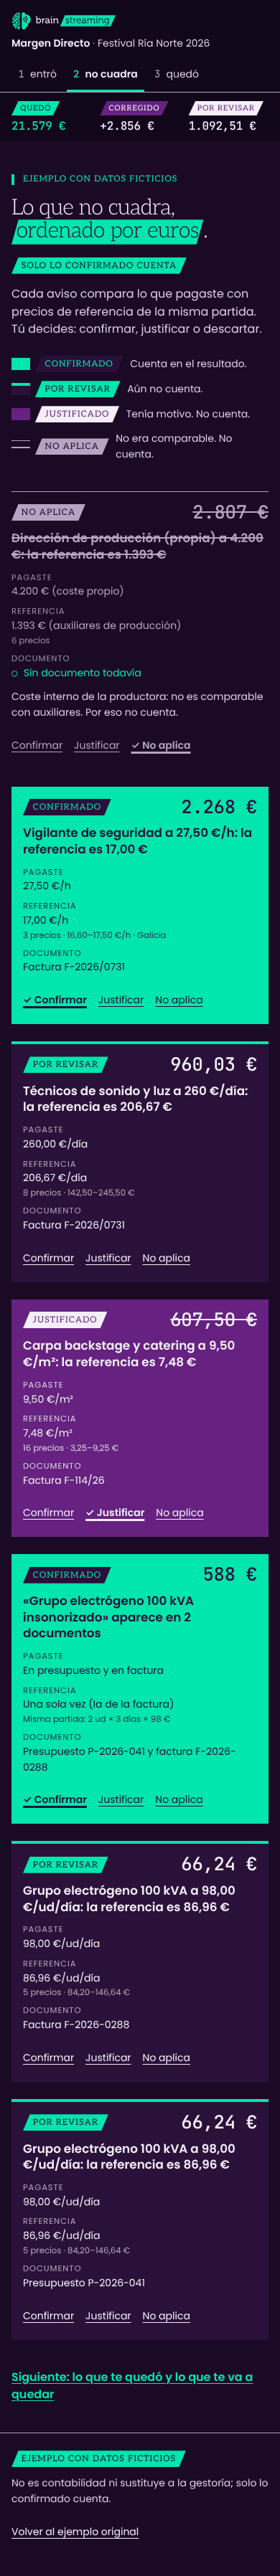 brain streaming
Margen Directo · Festival Ría Norte 2026
1 entró 2 no cuadra 3 quedó
QUEDÓ CORREGIDO POR REVISAR
21.579 € +2.856 € 1.092,51 €
EJEMPLO CON DATOS FICTICIOS
Lo que no cuadra,
ordenado por euros.
SOLO LO CONFIRMADO CUENTA
Cada aviso compara lo que pagaste con
precios de referencia de la misma partida.
Tú decides: confirmar, justificar o descartar.
CONFIRMADO Cuenta en el resultado.
POR REVISAR Aún no cuenta.
JUSTIFICADO Tenía motivo. No cuenta.
NO APLICA No era comparable. No
cuenta.
NO APLICA 2.807 €
Dirección de producción (propia) a 4.200
€: la referencia es 1.393 €
PAGASTE
4.200 € (coste propio)
REFERENCIA
1.393 € (auxiliares de producción)
6 precios
DOCUMENTO
Sin documento todavía
Coste interno de la productora: no es comparable
con auxiliares. Por eso no cuenta.
Confirmar Justificar ✓ No aplica
CONFIRMADO 2.268 €
Vigilante de seguridad a 27,50 €/h: la
referencia es 17,00 €
PAGASTE
27,50 €/h
REFERENCIA
17,00 €/h
3 precios · 16,60–17,50 €/h · Galicia
DOCUMENTO
Factura F-2026/0731
✓ Confirmar Justificar No aplica
POR REVISAR 960,03 €
Técnicos de sonido y luz a 260 €/día:
la referencia es 206,67 €
PAGASTE
260,00 €/día
REFERENCIA
206,67 €/día
8 precios · 142,50–245,50 €
DOCUMENTO
Factura F-2026/0731
Confirmar Justificar No aplica
JUSTIFICADO 607,50 €
Carpa backstage y catering a 9,50
€/m²: la referencia es 7,48 €
PAGASTE
9,50 €/m²
REFERENCIA
7,48 €/m²
16 precios · 3,25–9,25 €
DOCUMENTO
Factura F-114/26
Confirmar ✓ Justificar No aplica
CONFIRMADO 588 €
«Grupo electrógeno 100 kVA
insonorizado» aparece en 2
documentos
PAGASTE
En presupuesto y en factura
REFERENCIA
Una sola vez (la de la factura)
Misma partida: 2 ud × 3 días × 98 €
DOCUMENTO
Presupuesto P-2026-041 y factura F-2026-
0288
✓ Confirmar Justificar No aplica
POR REVISAR 66,24 €
Grupo electrógeno 100 kVA a 98,00
€/ud/día: la referencia es 86,96 €
PAGASTE
98,00 €/ud/día
REFERENCIA
86,96 €/ud/día
5 precios · 84,20–146,64 €
DOCUMENTO
Factura F-2026-0288
Confirmar Justificar No aplica
POR REVISAR 66,24 €
Grupo electrógeno 100 kVA a 98,00
€/ud/día: la referencia es 86,96 €
PAGASTE
98,00 €/ud/día
REFERENCIA
86,96 €/ud/día
5 precios · 84,20–146,64 €
DOCUMENTO
Presupuesto P-2026-041
Confirmar Justificar No aplica
Siguiente: lo que te quedó y lo que te va a
quedar
EJEMPLO CON DATOS FICTICIOS
No es contabilidad ni sustituye a la gestoría; solo lo
confirmado cuenta.
Volver al ejemplo original